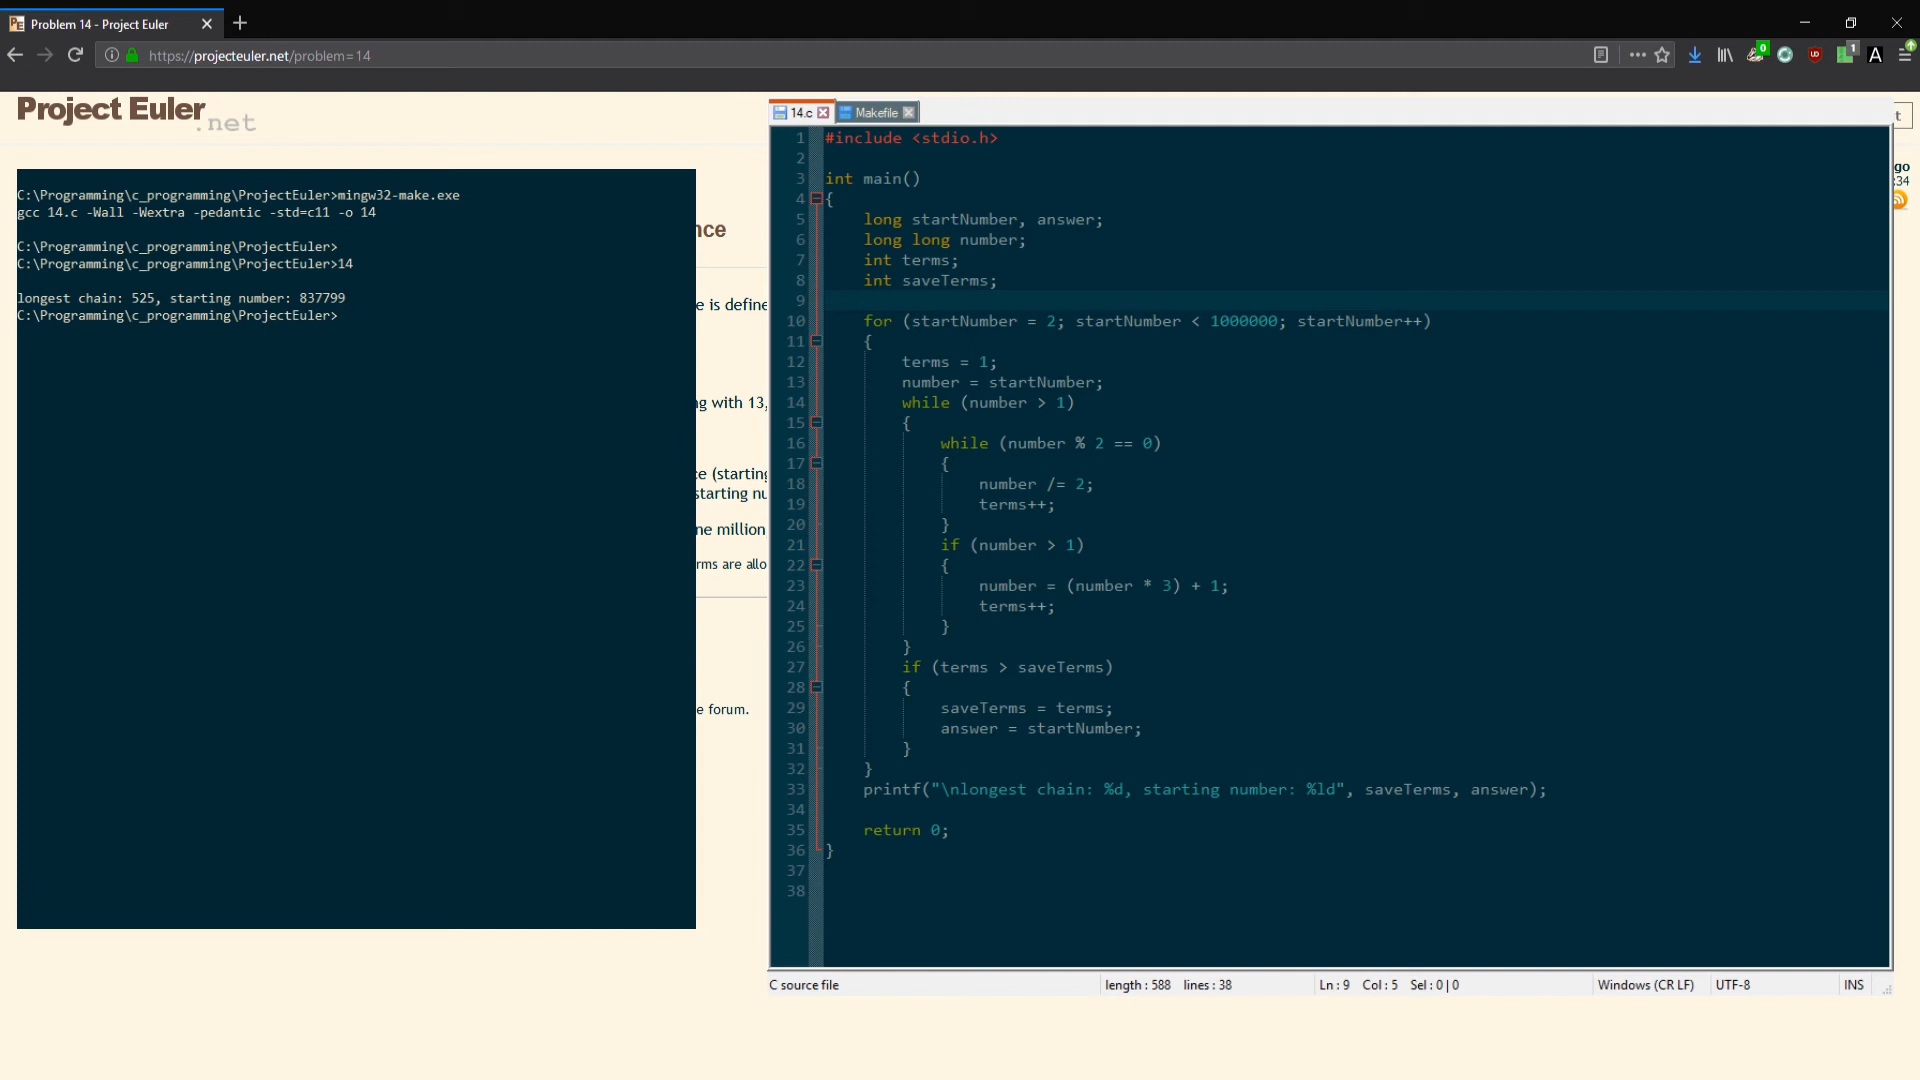 Problem 14 - Project Euler
https://projecteuler.net/problem=14
0
1
A
Project Euler
.net
C:\Programming\c_programming\ProjectEuler>mingw32-make.exe
gcc 14.c -Wall -Wextra -pedantic -std=c11 -o 14
C:\Programming\c_programming\ProjectEuler>
C:\Programming\c_programming\ProjectEuler>14
longest chain: 525, starting number: 837799
C:\Programming\c_programming\ProjectEuler>
nce
e is define
ng with 13,
ce (starting
starting nu
ne million
rms are allo
e forum.
14.c
Makefile
1 #include <stdio.h>
2
3 int main()
4 {
5 long startNumber, answer;
6 long long number;
7 int terms;
8 int saveTerms;
9
10 for (startNumber = 2; startNumber < 1000000; startNumber++)
11 {
12 terms = 1;
13 number = startNumber;
14 while (number > 1)
15 {
16 while (number % 2 == 0)
17 {
18 number /= 2;
19 terms++;
20 }
21 if (number > 1)
22 {
23 number = (number * 3) + 1;
24 terms++;
25 }
26 }
27 if (terms > saveTerms)
28 {
29 saveTerms = terms;
30 answer = startNumber;
31 }
32 }
33 printf("\nlongest chain: %d, starting number: %ld", saveTerms, answer);
34
35 return 0;
36 }
37
38
t
go
:34
C source file
length : 588 lines : 38
Ln : 9 Col : 5 Sel : 0 | 0
Windows (CR LF)
UTF-8
INS